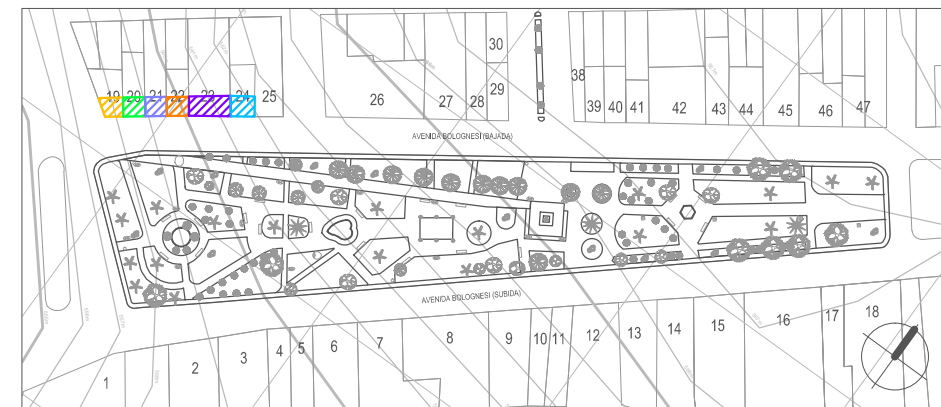 30
19 20 21 22 23 24 25
26 27 28 29
38 39 40 41 42 43 44 45 46 47
AVENIDA BOLOGNESI (BAJADA)
AVENIDA BOLOGNESI (SUBIDA)
1 2 3 4 5 6 7 8 9 10 11 12 13 14 15 16 17 18